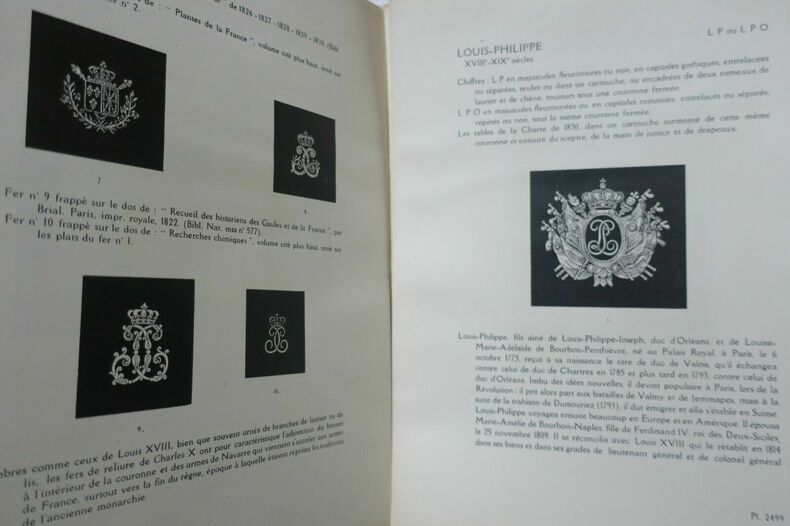 " de 1826 - 1827 - 1828 - 1829 - 1830. (Bibl.
de : " Plantes de la France ", volume cité plus haut, orné sur
fer n° 2.
7
8.
Fer n° 9 frappé sur le dos de : " Recueil des historiens des Gaules et de la France ", par
Brial. Paris, impr. royale, 1822. (Bibl. Nat. mss n° 577).
Fer n° 10 frappé sur le dos de : " Recherches chimiques ", volume cité plus haut, orné sur
les plats du fer n° 1.
9.
obres comme ceux de Louis XVIII, bien que souvent ornés de branches de laurier ou de
lis, les fers de reliure de Charles X ont pour caractéristique l'adjonction du bonnet
à l'intérieur de la couronne et des armes de Navarre qui viennent s'accoler aux armes
de France, surtout vers la fin du règne, époque à laquelle étaient reprises les traditions
de l'ancienne monarchie.
L P ou L P O
LOUIS-PHILIPPE
XVIIIe-XIXe siècles
Chiffres : L P en majuscules fleuronnées ou non, en capitales gothiques, entrelacées
ou séparées, seules ou dans un cartouche, ou encadrées de deux rameaux de
laurier et de chêne, toujours sous une couronne fermée.
L P O en majuscules fleuronnées ou en capitales romaines, entrelacés ou séparés,
répétés ou non, sous la même couronne fermée.
Les tables de la Charte de 1830, dans un cartouche surmonté de cette même
couronne et entouré du sceptre, de la main de justice et de drapeaux.
1.
Louis-Philippe, fils aîné de Louis-Philippe-Joseph, duc d'Orléans, et de Louise-
Marie-Adélaïde de Bourbon-Penthièvre, né au Palais Royal, à Paris, le 6
octobre 1773, reçut à sa naissance le titre de duc de Valois, qu'il échangea
contre celui de duc de Chartres en 1785 et plus tard en 1793, contre celui de
duc d'Orléans. Imbu des idées nouvelles, il devint populaire à Paris, lors de la
Révolution ; il prit alors part aux batailles de Valmy et de Jemmapes, mais à la
suite de la trahison de Dumouriez (1793), il dut émigrer et alla s'établir en Suisse.
Louis-Philippe voyagea ensuite beaucoup en Europe et en Amérique. Il épousa
Marie-Amélie de Bourbon-Naples, fille de Ferdinand IV, roi des Deux-Siciles,
le 25 novembre 1809. Il se réconcilia avec Louis XVIII qui le rétablit en 1814
dans ses biens et dans ses grades de lieutenant général et de colonel général
Pl. 2499